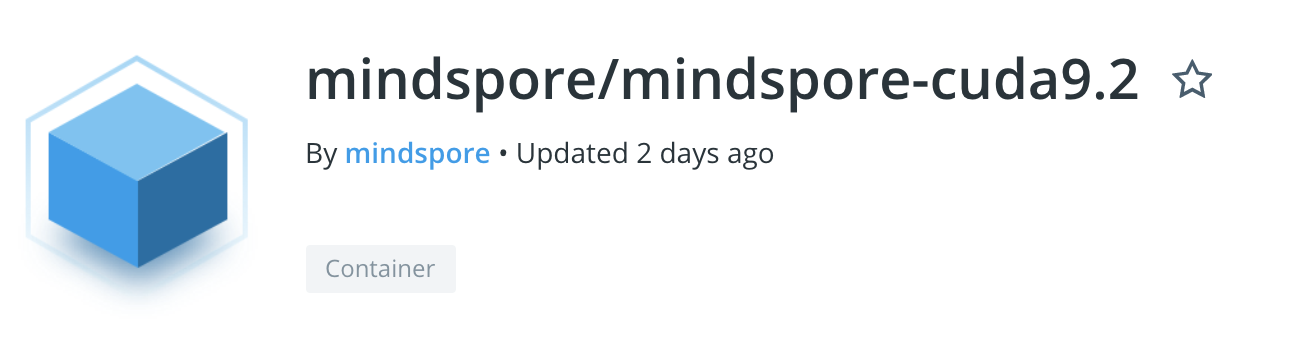 mindspore/mindspore-cuda9.2
By mindspore • Updated 2 days ago
Container